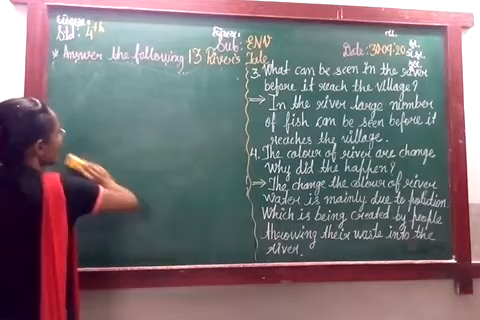 धोरण:
विषय:
ता.
Std: 4th
Sub: ENV
Date: 30-09-20
* Answer the following 13 Rivers
Tale
3. What can be seen in the river
before it reach the village?
⇒ In the river large number
of fish can be seen before it
reaches the village.
4. The colour of river are change
Why did the happen?
⇒ The change the colour of river
water is mainly due to pollution
Which is being created by people
throwing their waste into the
river.